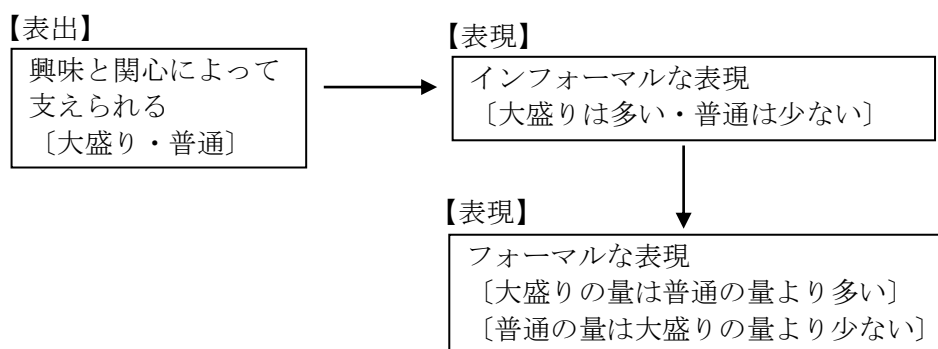 【表出】
興味と関心によって
支えられる
〔大盛り・普通〕
【表現】
インフォーマルな表現
〔大盛りは多い・普通は少ない〕
【表現】
フォーマルな表現
〔大盛りの量は普通の量より多い〕
〔普通の量は大盛りの量より少ない〕